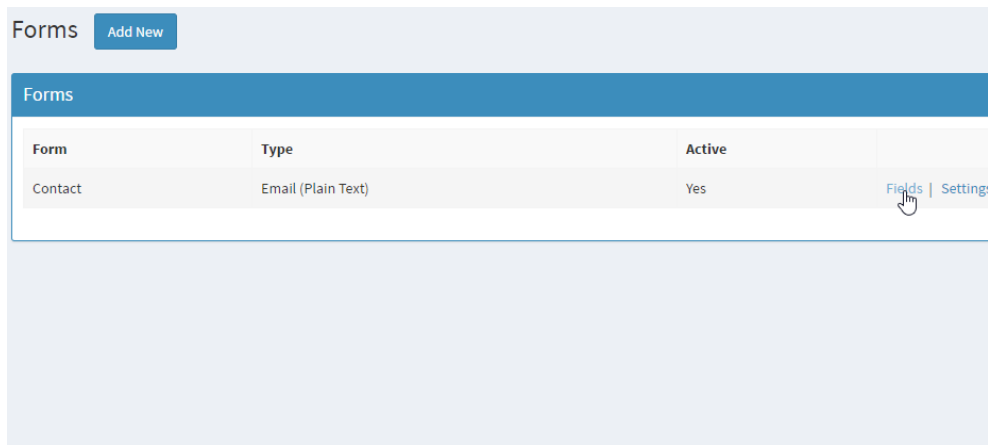 Forms Add New
Forms
Form Type Active
Contact Email (Plain Text) Yes Fields | Settings